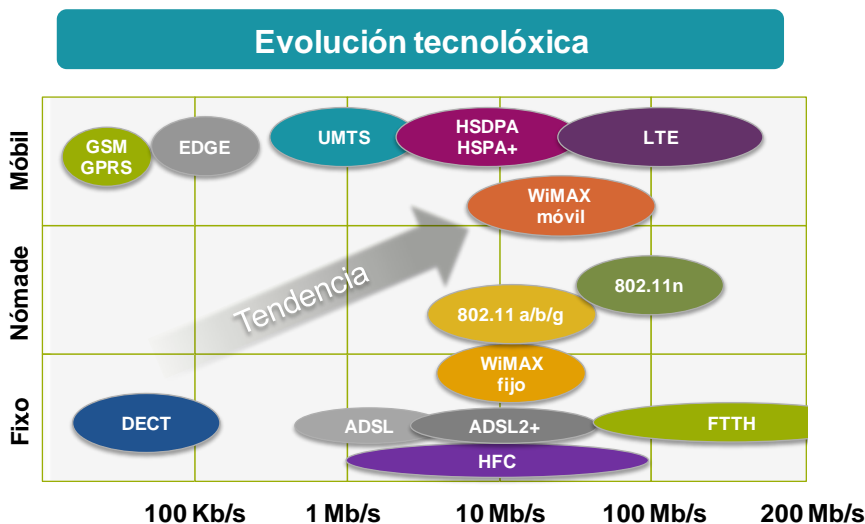 Evolución tecnolóxica
Móbil
GSM
GPRS
EDGE
UMTS
HSDPA
HSPA+
LTE
WiMAX
móvil
Nómade
Tendencia
802.11 a/b/g
802.11n
Fixo
WiMAX
fijo
DECT
ADSL
ADSL2+
FTTH
HFC
100 Kb/s
1 Mb/s
10 Mb/s
100 Mb/s
200 Mb/s